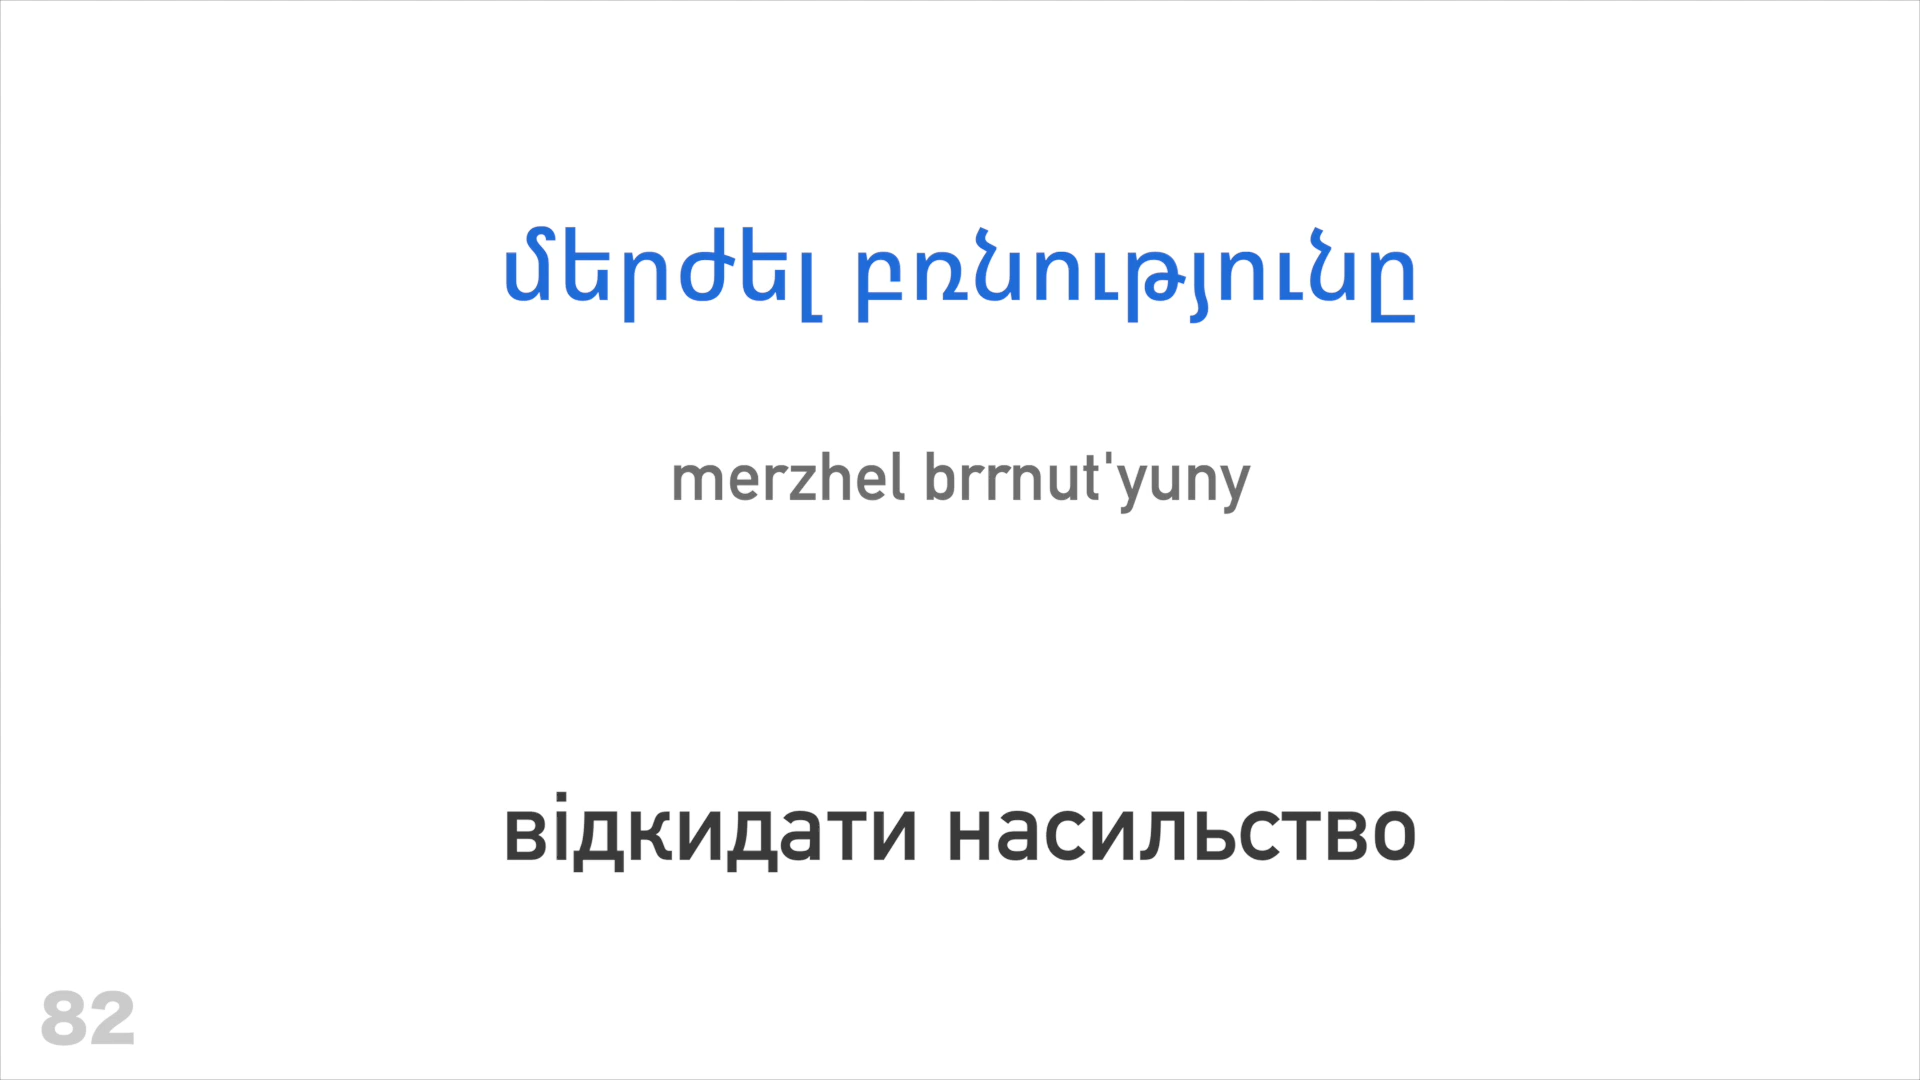 մերժել բռնությունը
merzhel brrnut'yuny
відкидати насильство
82